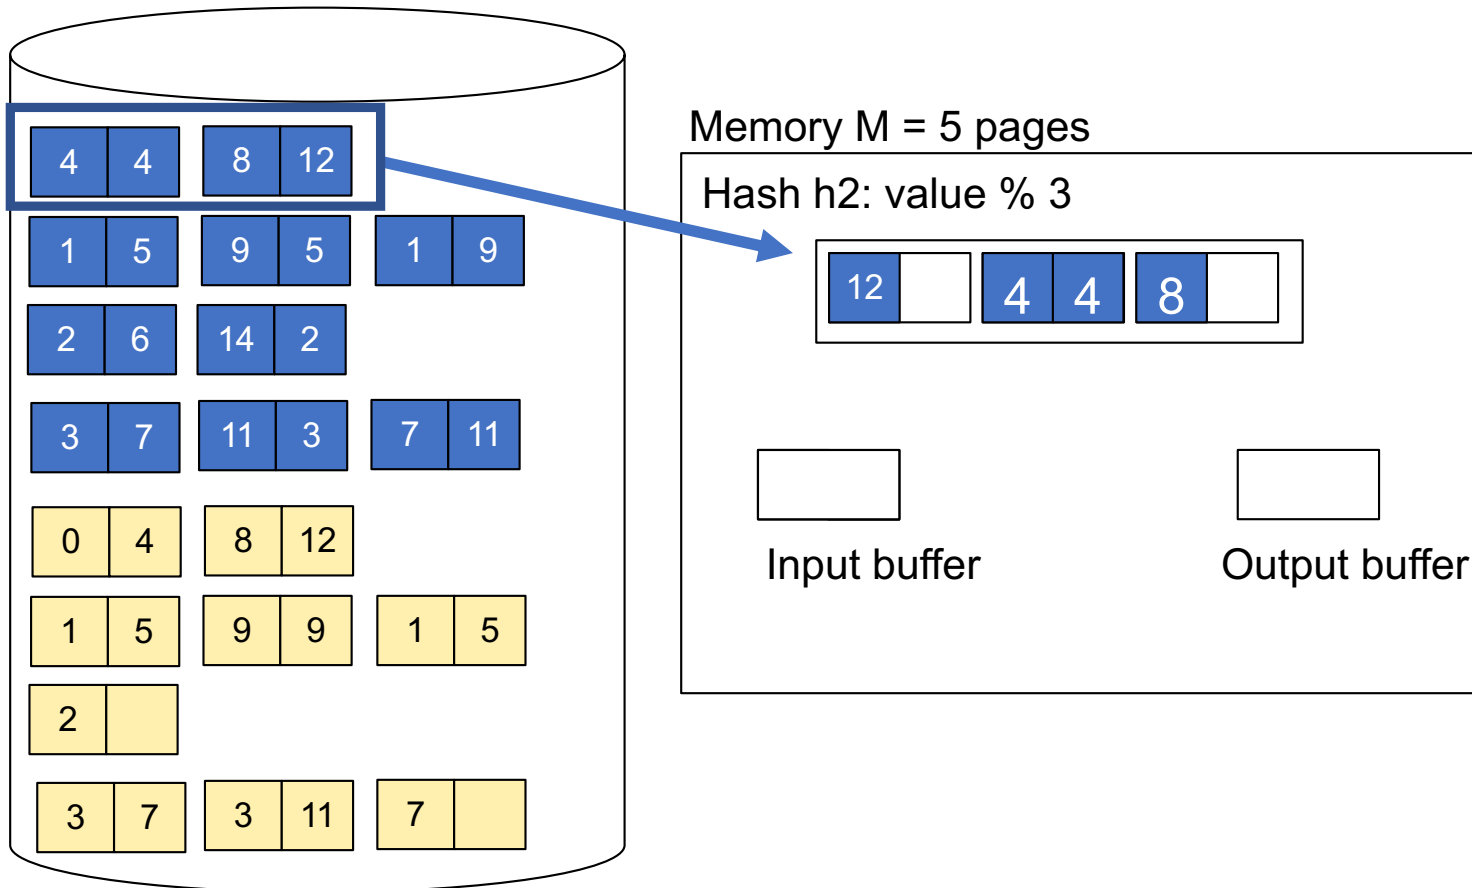 Memory M = 5 pages
Hash h2: value % 3
4 4 8 12
12 4 4 8
1 5 9 5 1 9
2 6 14 2
3 7 11 3 7 11
0 4 8 12
Input buffer Output buffer
1 5 9 9 1 5
2
3 7 3 11 7